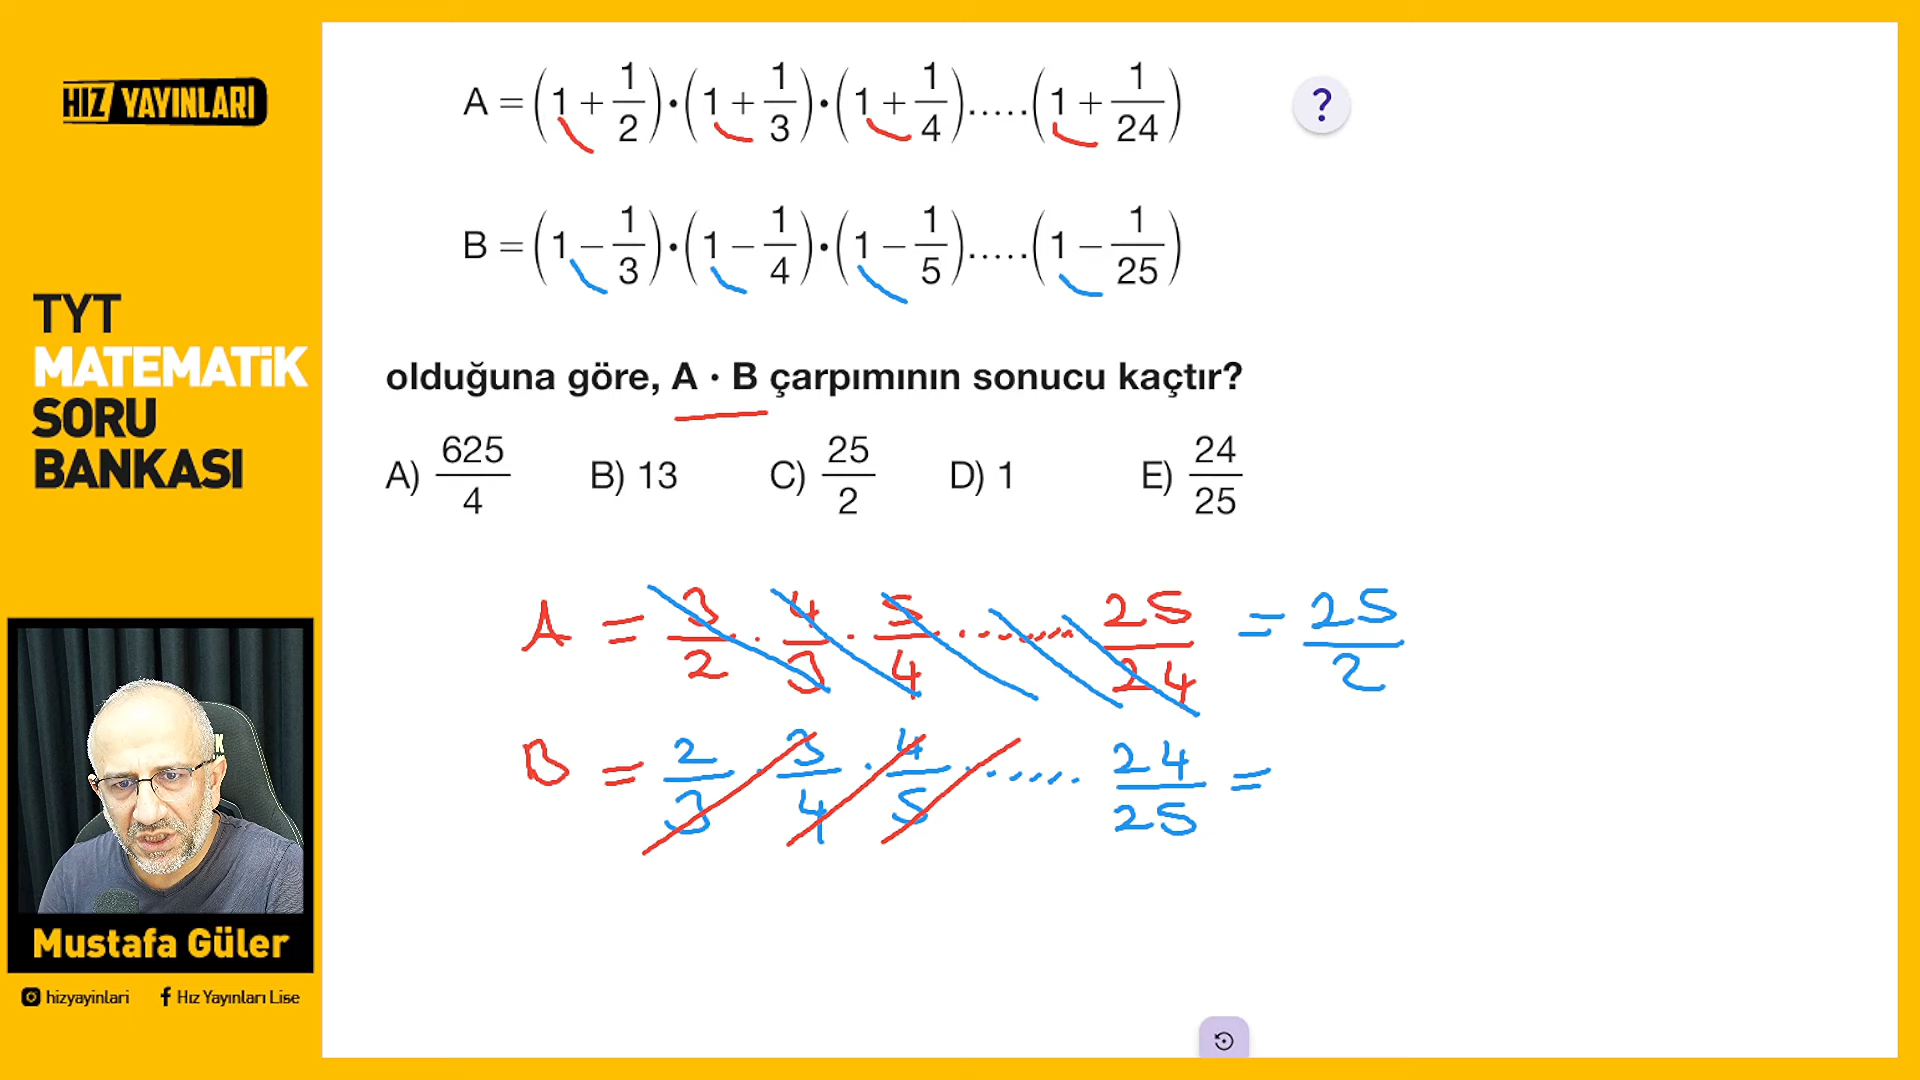 HIZ YAYINLARI
TYT
MATEMATİK
SORU
BANKASI
A = (1 + 1/2) · (1 + 1/3) · (1 + 1/4) ..... (1 + 1/24)
?
B = (1 − 1/3) · (1 − 1/4) · (1 − 1/5) ..... (1 − 1/25)
olduğuna göre, A · B çarpımının sonucu kaçtır?
A) 625/4 B) 13 C) 25/2 D) 1 E) 24/25
A = 3/2 · 4/3 · 5/4 ....... 25/24 = 25/2
B = 2/3 · 3/4 · 4/5 ....... 24/25 =
Mustafa Güler
hizyayinlari
Hız Yayınları Lise